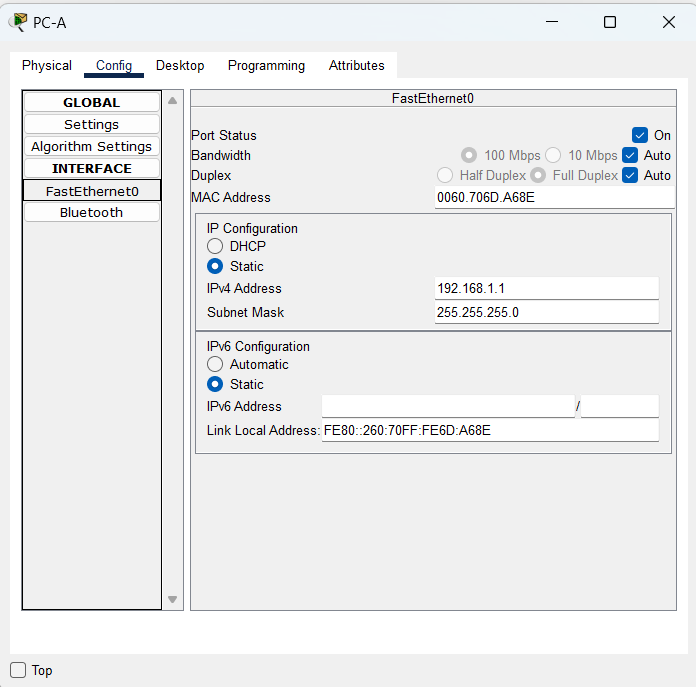 PC-A
Physical Config Desktop Programming Attributes
GLOBAL
Settings
Algorithm Settings
INTERFACE
FastEthernet0
Bluetooth
FastEthernet0
Port Status On
Bandwidth 100 Mbps 10 Mbps Auto
Duplex Half Duplex Full Duplex Auto
MAC Address 0060.706D.A68E
IP Configuration
DHCP
Static
IPv4 Address 192.168.1.1
Subnet Mask 255.255.255.0
IPv6 Configuration
Automatic
Static
IPv6 Address /
Link Local Address: FE80::260:70FF:FE6D:A68E
Top